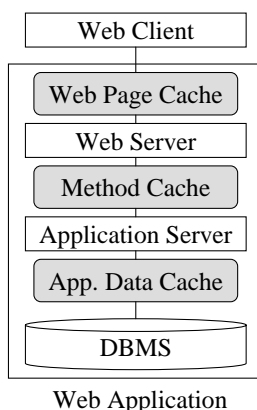 Web Client
Web Page Cache
Web Server
Method Cache
Application Server
App. Data Cache
DBMS
Web Application